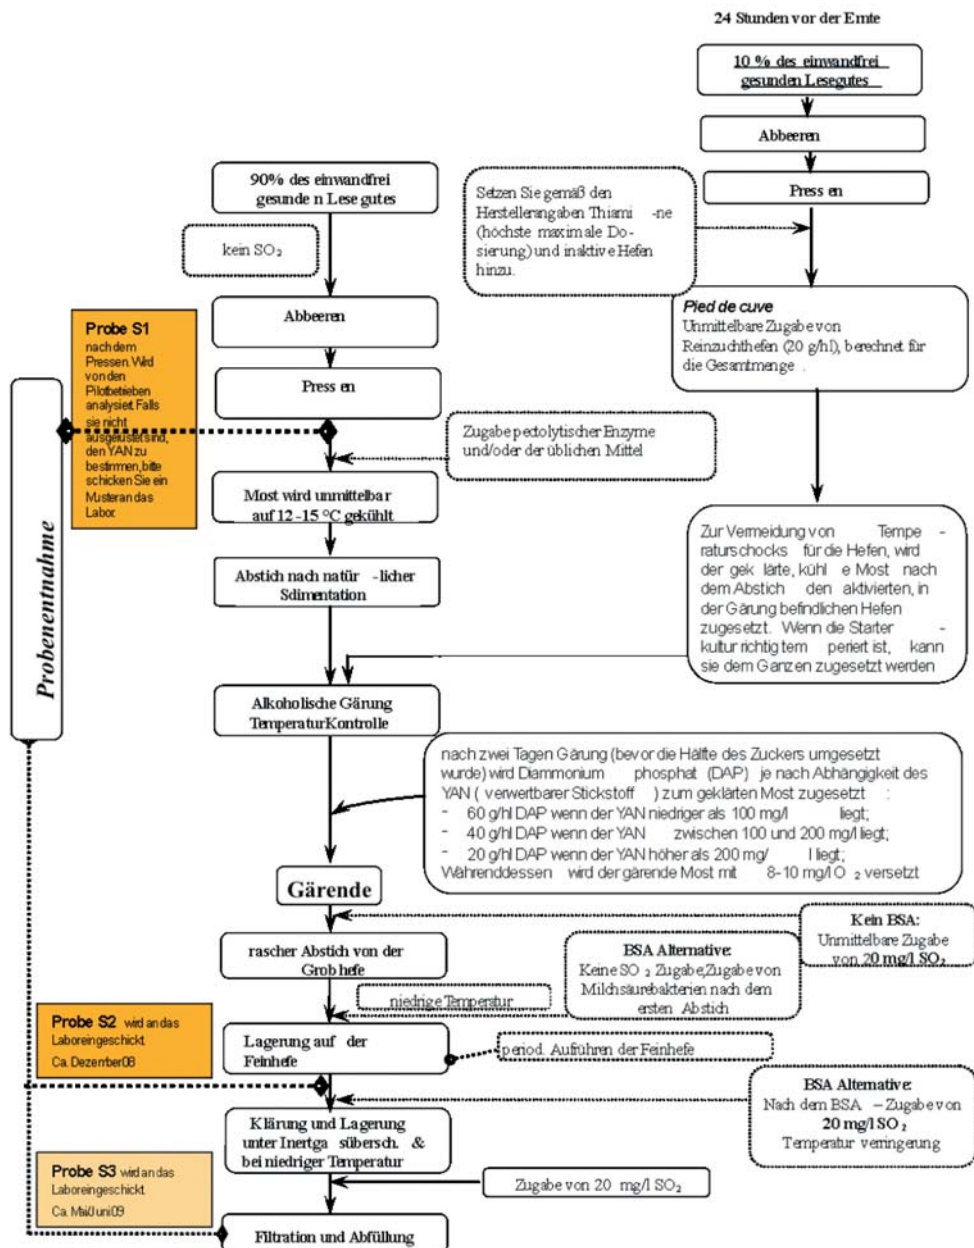 24 Stunden vor der Ernte
10 % des einwandfrei
gesunden Lesegutes
Abbeeren
Press en
Setzen Sie gemäß den
Herstellerangaben Thiami -ne
(höchste maximale Do-
sierung) und inaktive Hefen
hinzu.
Pied de cuve
Unmittelbare Zugabe von
Reinzuchthefen (20 g/hl), berechnet für
die Gesamtmenge .
90% des einwandfrei
gesunde n Lese gutes
kein SO₂
Abbeeren
Press en
Probe S1
nach dem
Pressen. Wird
von den
Pilotbetrieben
analysiert. Falls
sie nicht
ausgerüstet sind,
den YAN zu
bestimmen, bitte
schicken Sie ein
Muster an das
Labor.
Probenentnahme
Zugabe pectolytischer Enzyme
und/oder der üblichen Mittel
Most wird unmittelbar
auf 12 -15 °C gekühlt
Abstich nach natür -licher
Sdimentation
Zur Vermeidung von Tempe -
raturschocks für die Hefen, wird
der gek lärte, kühl e Most nach
dem Abstich den aktivierten, in
der Gärung befindlichen Hefen
zugesetzt. Wenn die Starter -
kultur richtig tem periert ist, kann
sie dem Ganzen zugesetzt werden
Alkoholische Gärung
TemperaturKontrolle
nach zwei Tagen Gärung (bevor die Hälfte des Zuckers umgesetzt
wurde) wird Diammonium phosphat (DAP) je nach Abhängigkeit des
YAN ( verwertbarer Stickstoff ) zum geklärten Most zugesetzt :
- 60 g/hl DAP wenn der YAN niedriger als 100 mg/l liegt;
- 40 g/hl DAP wenn der YAN zwischen 100 und 200 mg/l liegt;
- 20 g/hl DAP wenn der YAN höher als 200 mg/ l liegt;
Währenddessen wird der gärende Most mit 8-10 mg/l O ₂ versetzt
Gärende
Kein BSA:
Unmittelbare Zugabe
von 20 mg/l SO₂
rascher Abstich von der
Grob hefe
BSA Alternative:
Keine SO ₂ Zugabe,Zugabe von
Milchsäurebakterien nach dem
ersten Abstich
niedrige Temperatur
Probe S2 wird an das
Labor eingeschickt.
Ca. Dezember 08
Lagerung auf der
Feinhefe
period. Aufrühren der Feinhefe
BSA Alternative:
Nach dem BSA – Zugabe von
20 mg/l SO₂
Temperatur verringerung
Klärung und Lagerung
unter Inertga sübersch. &
bei niedriger Temperatur
Probe S3 wird an das
Labor eingeschickt.
Ca. Mai/Juni 09
Zugabe von 20 mg/l SO₂
Filtration und Abfüllung